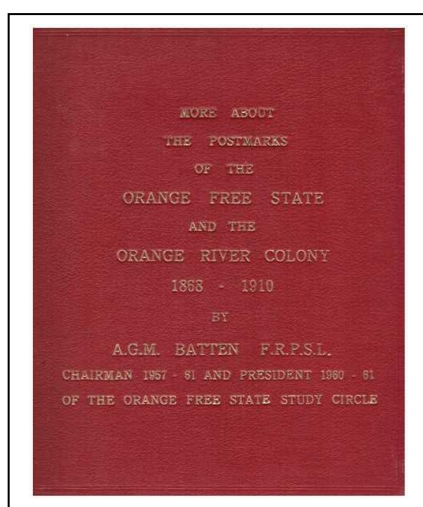 MORE ABOUT
THE POSTMARKS
OF THE
ORANGE FREE STATE
AND THE
ORANGE RIVER COLONY
1868 - 1910
BY
A.G.M. BATTEN F.R.P.S.L.
CHAIRMAN 1957 - 61 AND PRESIDENT 1960 - 61
OF THE ORANGE FREE STATE STUDY CIRCLE